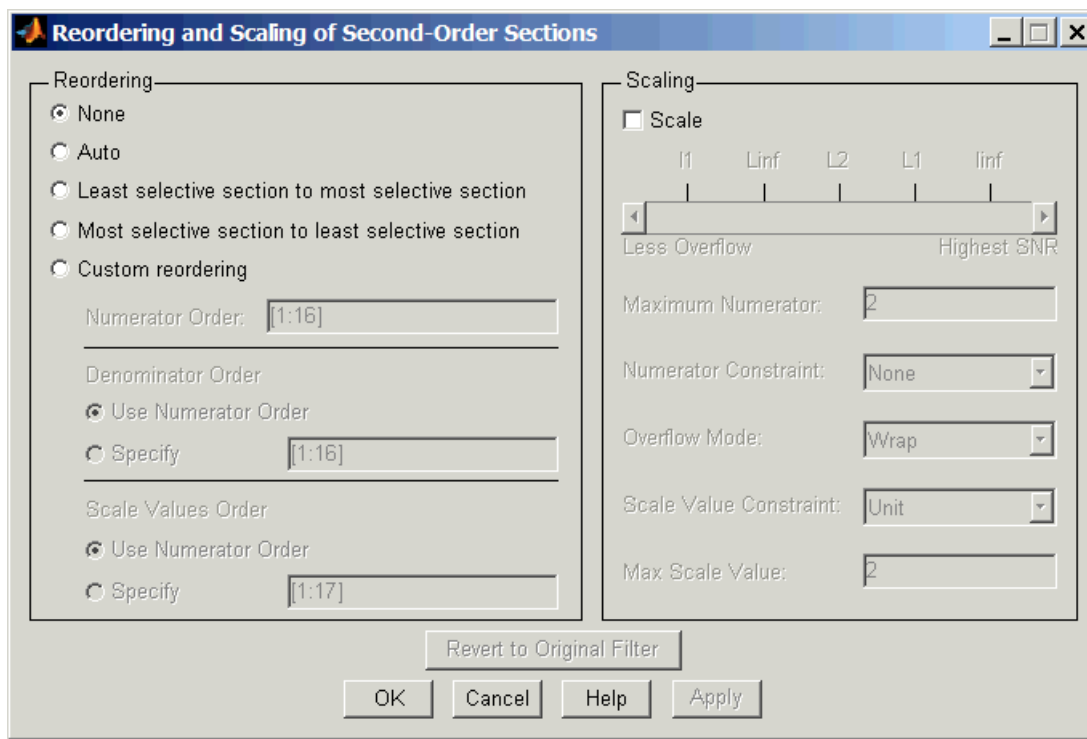 Reordering and Scaling of Second-Order Sections
Reordering
None
Auto
Least selective section to most selective section
Most selective section to least selective section
Custom reordering
Numerator Order: [1:16]
Denominator Order
Use Numerator Order
Specify [1:16]
Scale Values Order
Use Numerator Order
Specify [1:17]
Scaling
Scale
l1 Linf L2 L1 linf
Less Overflow Highest SNR
Maximum Numerator: 2
Numerator Constraint: None
Overflow Mode: Wrap
Scale Value Constraint: Unit
Max Scale Value: 2
Revert to Original Filter
OK Cancel Help Apply